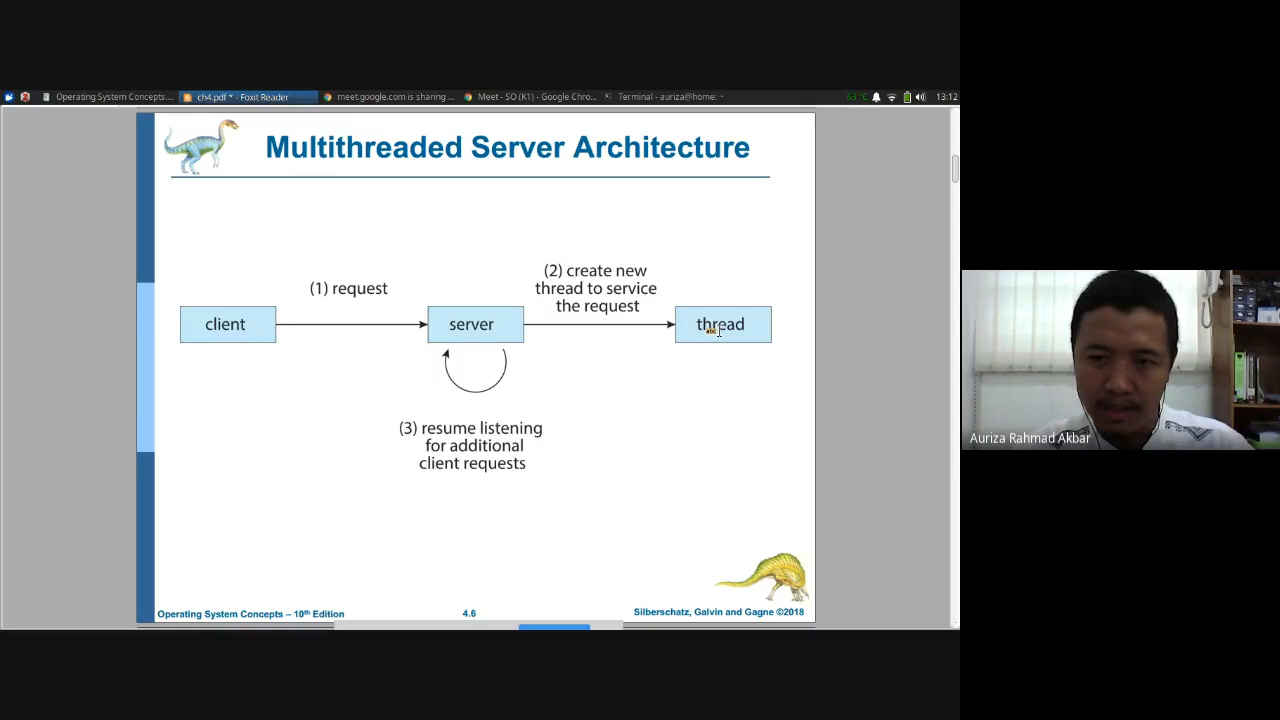 Operating System Concepts....
ch4.pdf * - Foxit Reader
meet.google.com is sharing ...
Meet - SO (K1) - Google Chro...
Terminal - auriza@home: ~
63°C
13:12
Multithreaded Server Architecture
(1) request
(2) create new
thread to service
the request
client
server
thread
(3) resume listening
for additional
client requests
Auriza Rahmad Akbar
Operating System Concepts – 10th Edition
4.6
Silberschatz, Galvin and Gagne ©2018